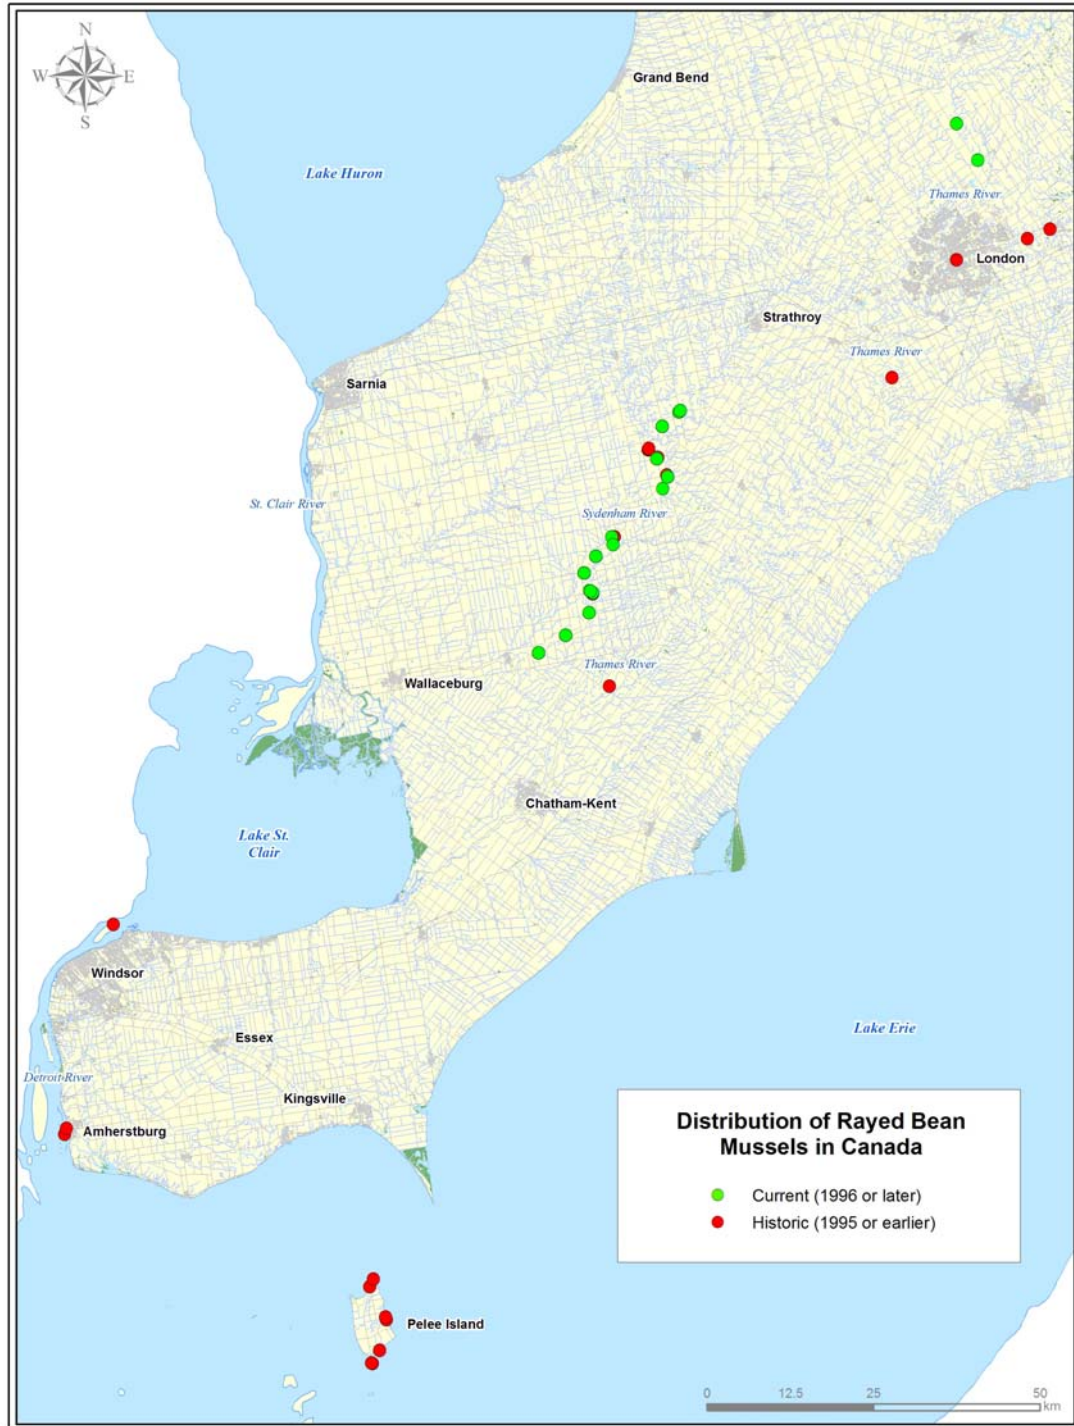 N
W E
S
Grand Bend
Lake Huron
Thames River
London
Strathroy
Thames River
Sarnia
St. Clair River
Sydenham River
Thames River
Wallaceburg
Chatham-Kent
Lake St.
Clair
Windsor
Lake Erie
Essex
Detroit River
Kingsville
Amherstburg
Distribution of Rayed Bean
Mussels in Canada
Current (1996 or later)
Historic (1995 or earlier)
Pelee Island
0 12.5 25 50
km